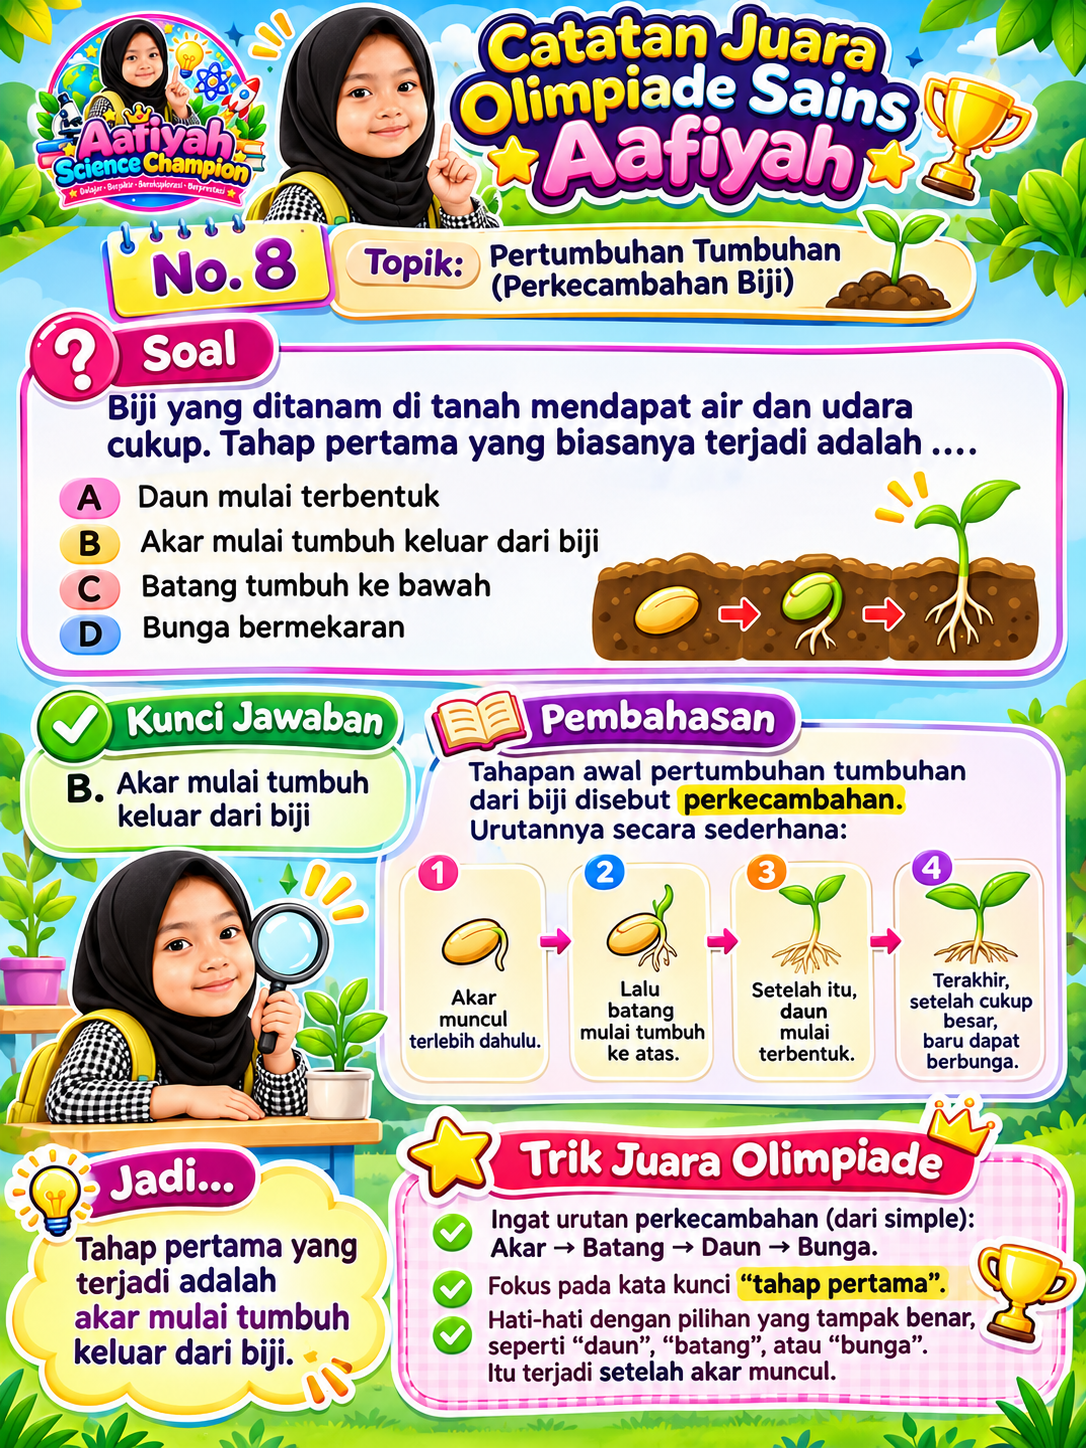 Aafiyah
Science Champion
Belajar • Berpikir • Bereksplorasi • Berprestasi
Catatan Juara
Olimpiade Sains
Aafiyah
No. 8
Topik:
Pertumbuhan Tumbuhan
(Perkecambahan Biji)
?
Soal
Biji yang ditanam di tanah mendapat air dan udara
cukup. Tahap pertama yang biasanya terjadi adalah ....
A Daun mulai terbentuk
B Akar mulai tumbuh keluar dari biji
C Batang tumbuh ke bawah
D Bunga bermekaran
Kunci Jawaban
B. Akar mulai tumbuh
keluar dari biji
Pembahasan
Tahapan awal pertumbuhan tumbuhan
dari biji disebut perkecambahan.
Urutannya secara sederhana:
1
Akar
muncul
terlebih dahulu.
2
Lalu
batang
mulai tumbuh
ke atas.
3
Setelah itu,
daun
mulai
terbentuk.
4
Terakhir,
setelah cukup
besar,
baru dapat
berbunga.
Jadi...
Tahap pertama yang
terjadi adalah
akar mulai tumbuh
keluar dari biji.
Trik Juara Olimpiade
Ingat urutan perkecambahan (dari simple):
Akar → Batang → Daun → Bunga.
Fokus pada kata kunci “tahap pertama”.
Hati-hati dengan pilihan yang tampak benar,
seperti “daun”, “batang”, atau “bunga”.
Itu terjadi setelah akar muncul.